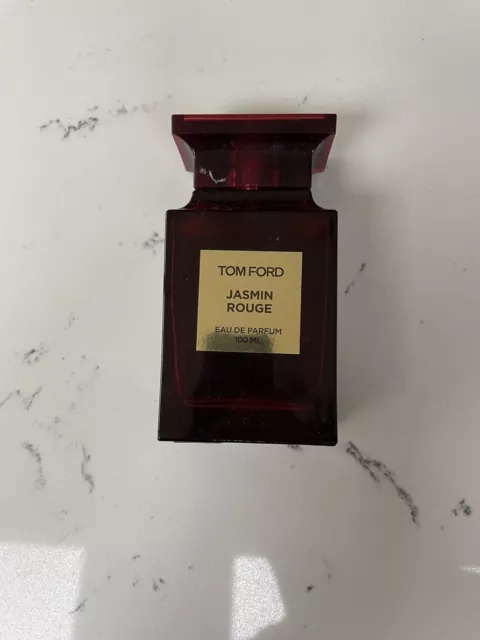 TOM FORD
JASMIN
ROUGE
EAU DE PARFUM
100 ML